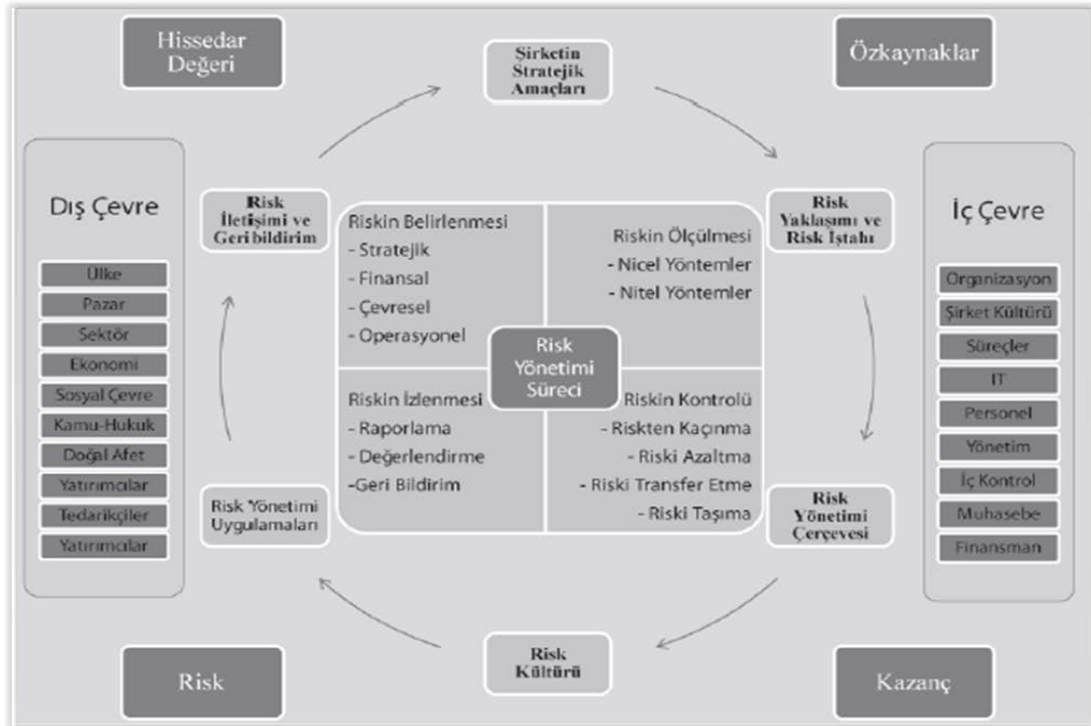 Hissedar
Değeri
Şirketin
Stratejik
Amaçları
Özkaynaklar
Dış Çevre
Ülke
Pazar
Sektör
Ekonomi
Sosyal Çevre
Kamu-Hukuk
Doğal Afet
Yatırımcılar
Tedarikçiler
Yatırımcılar
Risk
İletişimi ve
Geri bildirim
Riskin Belirlenmesi
- Stratejik
- Finansal
- Çevresel
- Operasyonel
Riskin Ölçülmesi
- Nicel Yöntemler
- Nitel Yöntemler
Risk
Yönetimi
Süreci
Riskin İzlenmesi
- Raporlama
- Değerlendirme
-Geri Bildirim
Riskin Kontrolü
- Riskten Kaçınma
- Riski Azaltma
- Riski Transfer Etme
- Riski Taşıma
Risk
Yaklaşımı ve
Risk İştahı
İç Çevre
Organizasyon
Şirket Kültürü
Süreçler
IT
Personel
Yönetim
İç Kontrol
Muhasebe
Finansman
Risk Yönetimi
Uygulamaları
Risk
Yönetimi
Çerçevesi
Risk
Kültürü
Risk
Kazanç